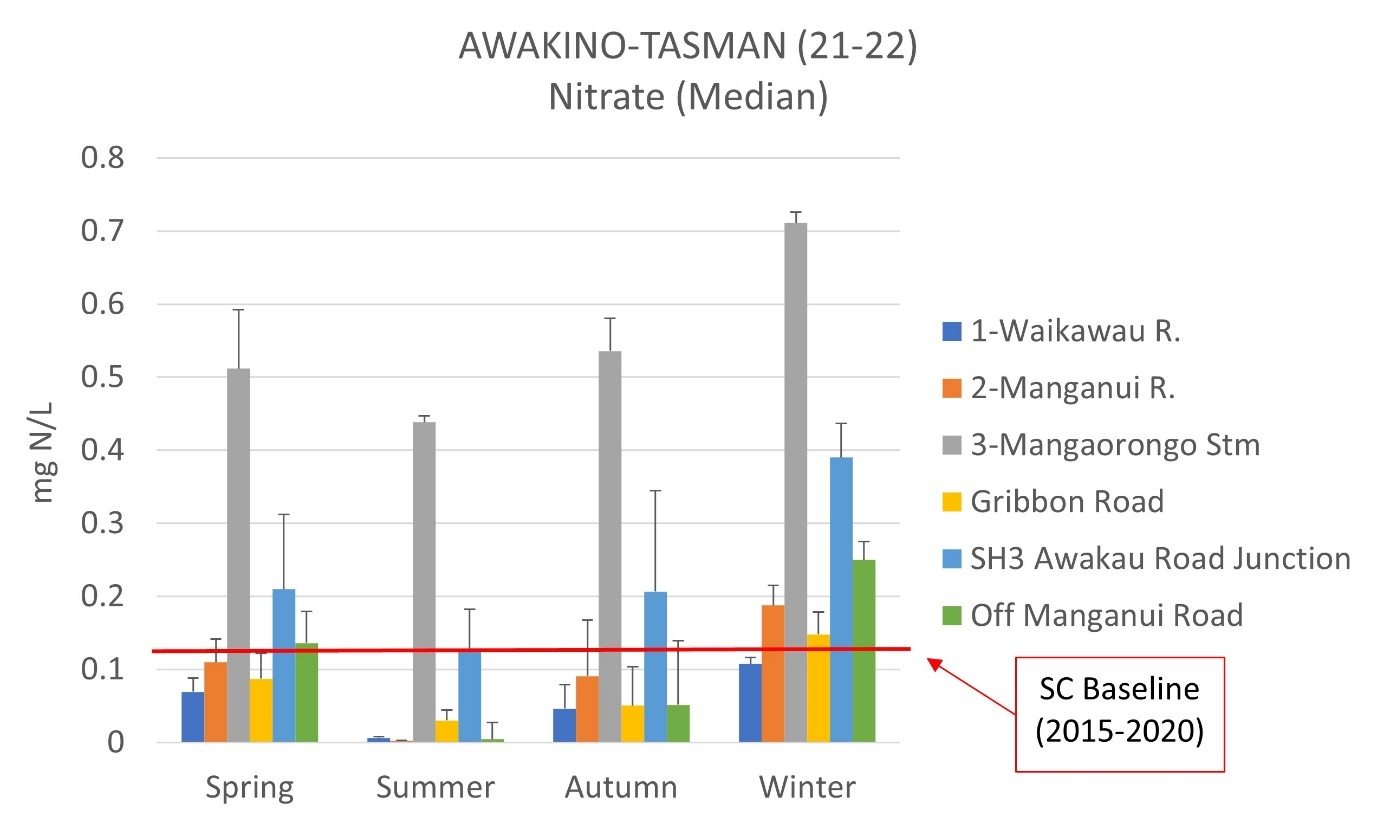 AWAKINO-TASMAN (21-22)
Nitrate (Median)
0.8
0.7
0.6
0.5
0.4
0.3
0.2
0.1
0
mg N/L
Spring
Summer
Autumn
Winter
1-Waikawau R.
2-Manganui R.
3-Mangaorongo Stm
Gribbon Road
SH3 Awakau Road Junction
Off Manganui Road
SC Baseline
(2015-2020)